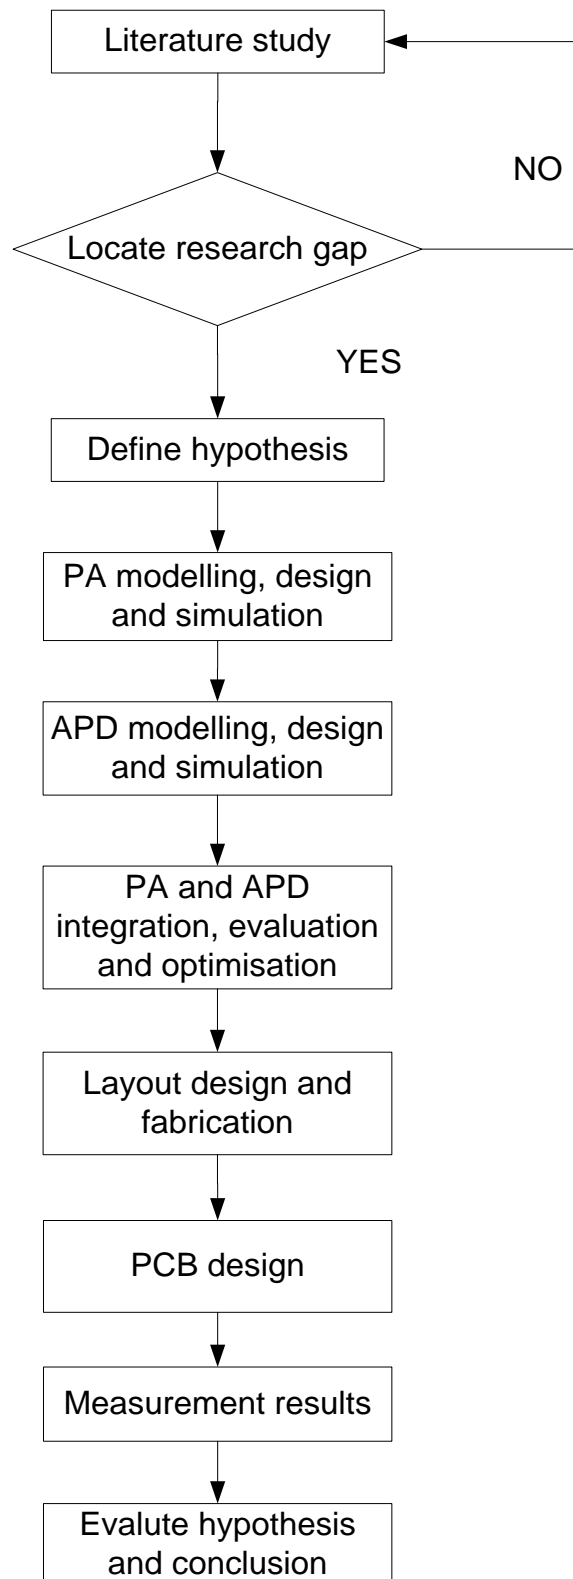 Literature study
NO
Locate research gap
YES
Define hypothesis
PA modelling, design
and simulation
APD modelling, design
and simulation
PA and APD
integration, evaluation
and optimisation
Layout design and
fabrication
PCB design
Measurement results
Evalute hypothesis
and conclusion